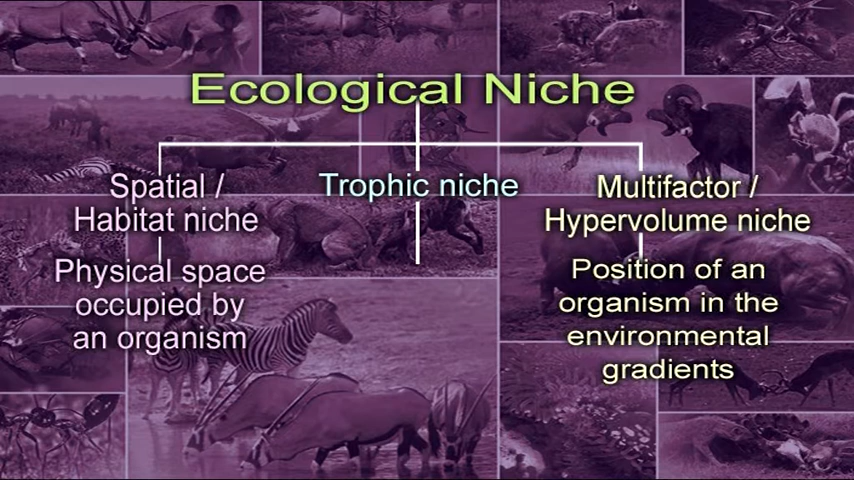 Ecological Niche
Spatial /
Habitat niche
Physical space
occupied by
an organism
Trophic niche
Multifactor /
Hypervolume niche
Position of an
organism in the
environmental
gradients